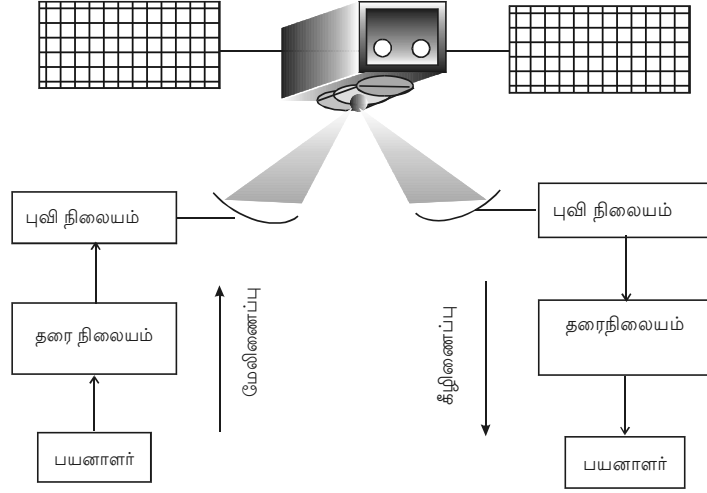 புவி நிலையம்
புவி நிலையம்
தரை நிலையம்
மேலிணைப்பு
கீழிணைப்பு
தரைநிலையம்
பயனாளர்
பயனாளர்